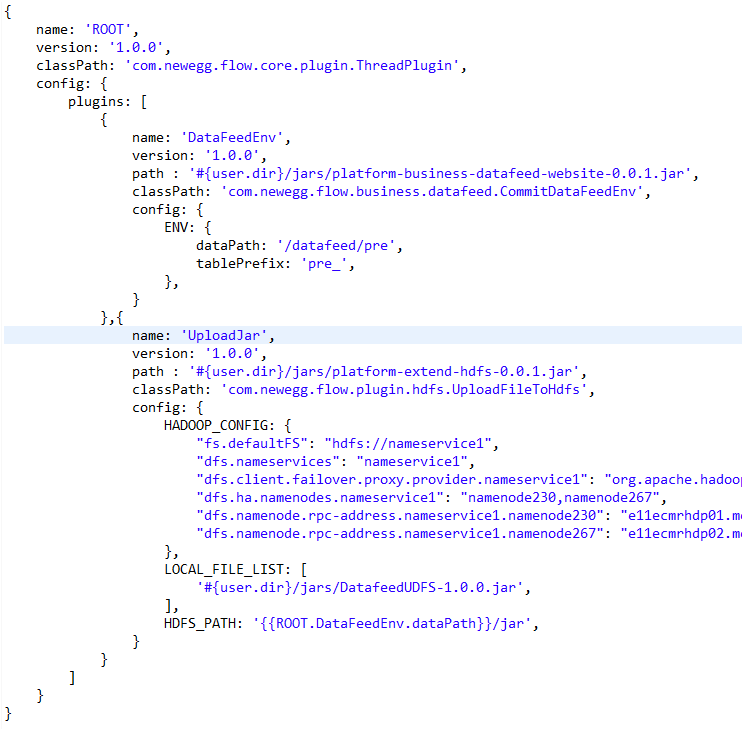 {
    name: 'ROOT',
    version: '1.0.0',
    classPath: 'com.newegg.flow.core.plugin.ThreadPlugin',
    config: {
        plugins: [
            {
                name: 'DataFeedEnv',
                version: '1.0.0',
                path : '#{user.dir}/jars/platform-business-datafeed-website-0.0.1.jar',
                classPath: 'com.newegg.flow.business.datafeed.CommitDataFeedEnv',
                config: {
                    ENV: {
                        dataPath: '/datafeed/pre',
                        tablePrefix: 'pre_',
                    },
                }
            },{
                name: 'UploadJar',
                version: '1.0.0',
                path : '#{user.dir}/jars/platform-extend-hdfs-0.0.1.jar',
                classPath: 'com.newegg.flow.plugin.hdfs.UploadFileToHdfs',
                config: {
                    HADOOP_CONFIG: {
                        "fs.defaultFS": "hdfs://nameservice1",
                        "dfs.nameservices": "nameservice1",
                        "dfs.client.failover.proxy.provider.nameservice1": "org.apache.hadoop
                        "dfs.ha.namenodes.nameservice1": "namenode230,namenode267",
                        "dfs.namenode.rpc-address.nameservice1.namenode230": "e11ecmrhdp01.me
                        "dfs.namenode.rpc-address.nameservice1.namenode267": "e11ecmrhdp02.me
                    },
                    LOCAL_FILE_LIST: [
                        '#{user.dir}/jars/DatafeedUDFS-1.0.0.jar',
                    ],
                    HDFS_PATH: '{{ROOT.DataFeedEnv.dataPath}}/jar',
                }
            }
        ]
    }
}